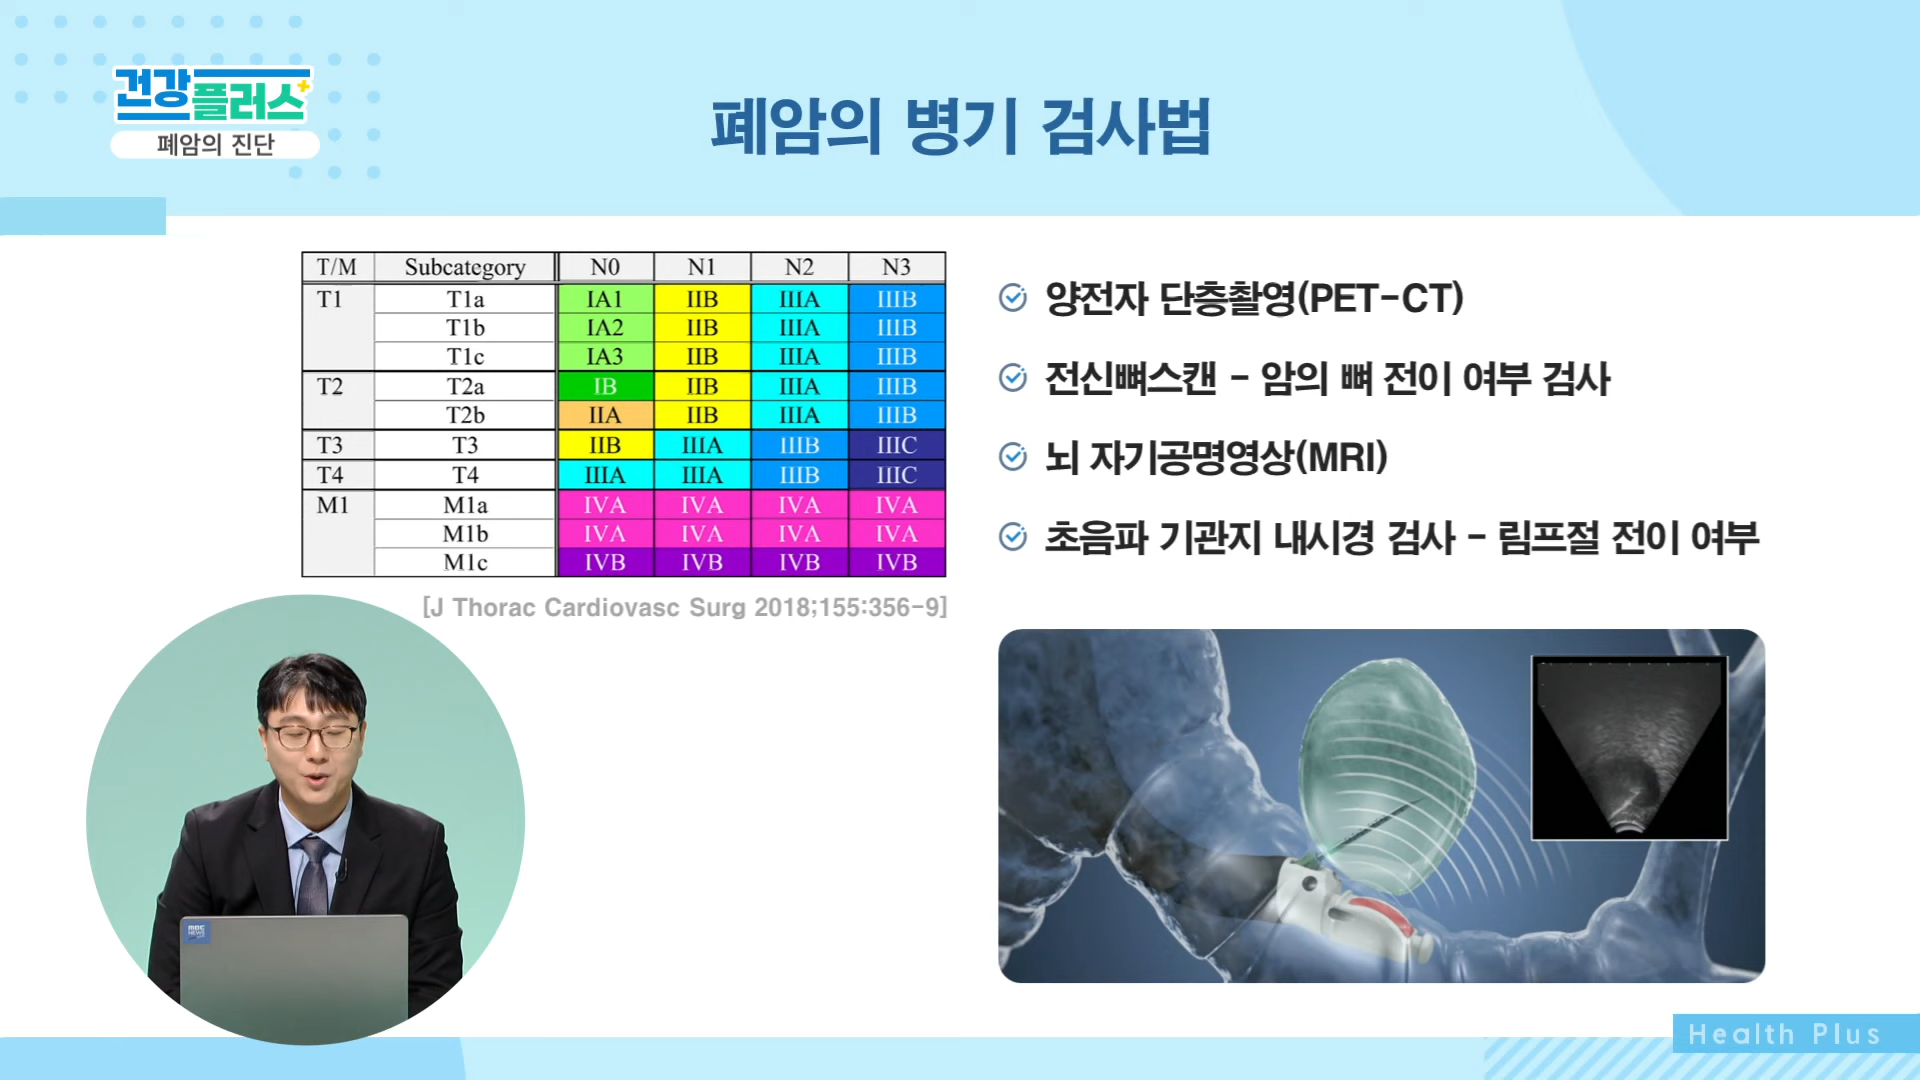 건강플러스+
폐암의 진단
폐암의 병기 검사법
T/M Subcategory N0 N1 N2 N3
T1 T1a IA1 IIB IIIA IIIB
T1b IA2 IIB IIIA IIIB
T1c IA3 IIB IIIA IIIB
T2 T2a IB IIB IIIA IIIB
T2b IIA IIB IIIA IIIB
T3 T3 IIB IIIA IIIB IIIC
T4 T4 IIIA IIIA IIIB IIIC
M1 M1a IVA IVA IVA IVA
M1b IVA IVA IVA IVA
M1c IVB IVB IVB IVB
[J Thorac Cardiovasc Surg 2018;155:356-9]
양전자 단층촬영(PET-CT)
전신뼈스캔 - 암의 뼈 전이 여부 검사
뇌 자기공명영상(MRI)
초음파 기관지 내시경 검사 - 림프절 전이 여부
MBC
NEWS
Health Plus